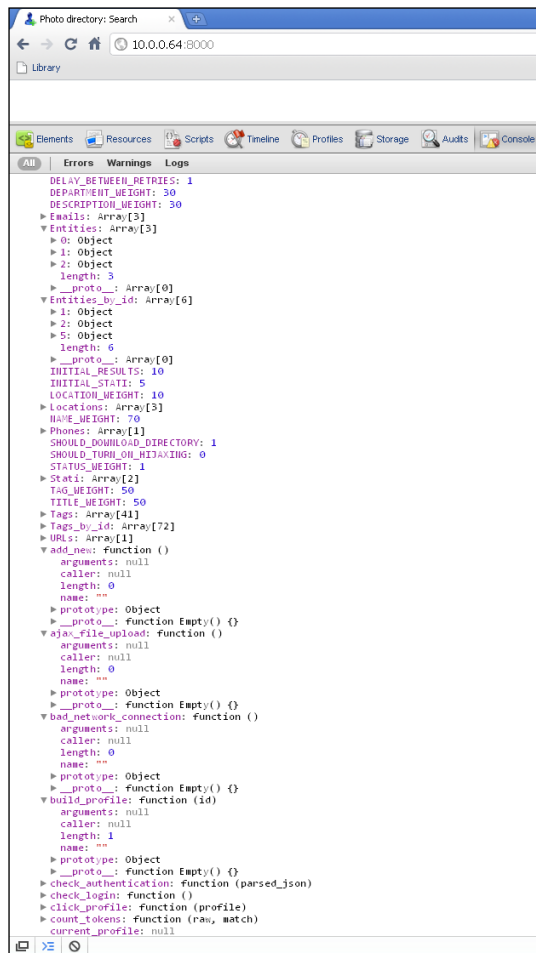 Photo directory: Search
10.0.0.64:8000
Library
Elements Resources Scripts Timeline Profiles Storage Audits Console
All Errors Warnings Logs
DELAY_BETWEEN_RETRIES: 1
DEPARTMENT_WEIGHT: 30
DESCRIPTION_WEIGHT: 30
Emails: Array[3]
Entities: Array[3]
0: Object
1: Object
2: Object
length: 3
__proto__: Array[0]
Entities_by_id: Array[6]
1: Object
2: Object
5: Object
length: 6
__proto__: Array[0]
INITIAL_RESULTS: 10
INITIAL_STATI: 5
LOCATION_WEIGHT: 10
Locations: Array[3]
NAME_WEIGHT: 70
Phones: Array[1]
SHOULD_DOWNLOAD_DIRECTORY: 1
SHOULD_TURN_ON_HIJAXING: 0
STATUS_WEIGHT: 1
Stati: Array[2]
TAG_WEIGHT: 50
TITLE_WEIGHT: 50
Tags: Array[41]
Tags_by_id: Array[72]
URLs: Array[1]
add_new: function ()
arguments: null
caller: null
length: 0
name: ""
prototype: Object
__proto__: function Empty() {}
ajax_file_upload: function ()
arguments: null
caller: null
length: 0
name: ""
prototype: Object
__proto__: function Empty() {}
bad_network_connection: function ()
arguments: null
caller: null
length: 0
name: ""
prototype: Object
__proto__: function Empty() {}
build_profile: function (id)
arguments: null
caller: null
length: 1
name: ""
prototype: Object
__proto__: function Empty() {}
check_authentication: function (parsed_json)
check_login: function ()
click_profile: function (profile)
count_tokens: function (raw, match)
current_profile: null